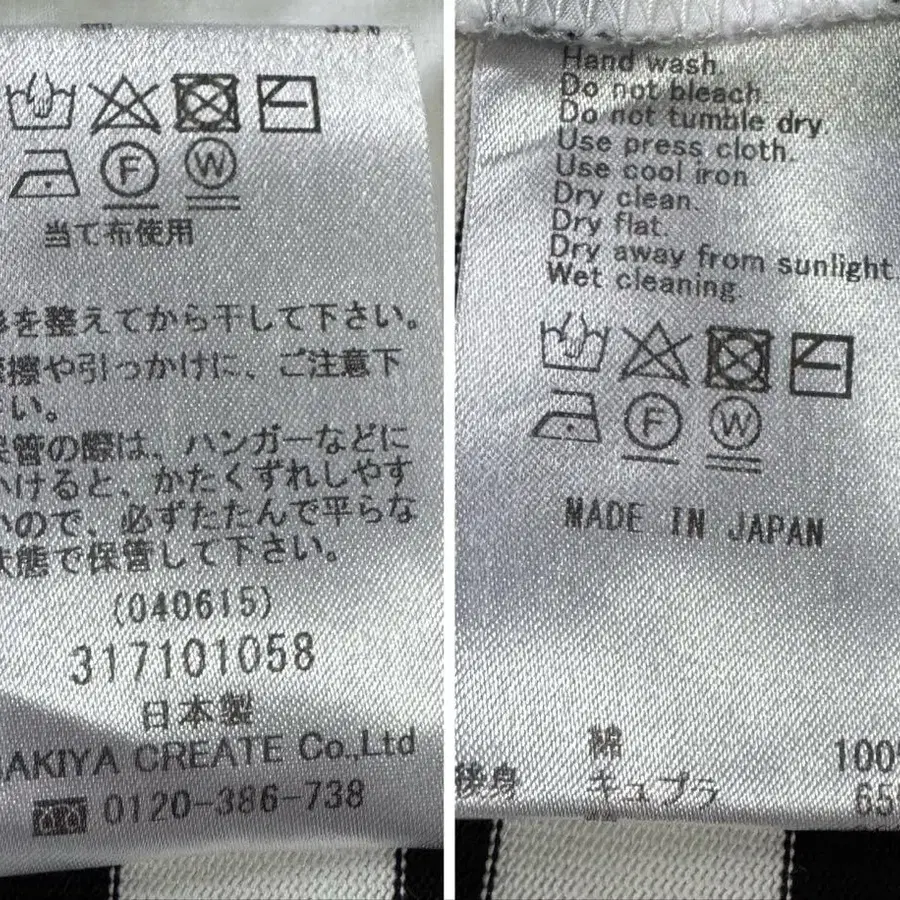 F W
当て布使用
を整えてから干して下さい。
擦や引っかけに、ご注意下
さい。
保管の際は、ハンガーなどに
かけると、かたくずれしやす
いので、必ずたたんで平らな
状態で保管して下さい。
(040615)
317101058
日本製
AKIYA CREATE Co.,Ltd
0120-386-738
Hand wash.
Do not bleach.
Do not tumble dry.
Use press cloth.
Use cool iron.
Dry clean.
Dry flat.
Dry away from sunlight.
Wet cleaning.
F W
MADE IN JAPAN
綿 100%
後身 キュプラ 65